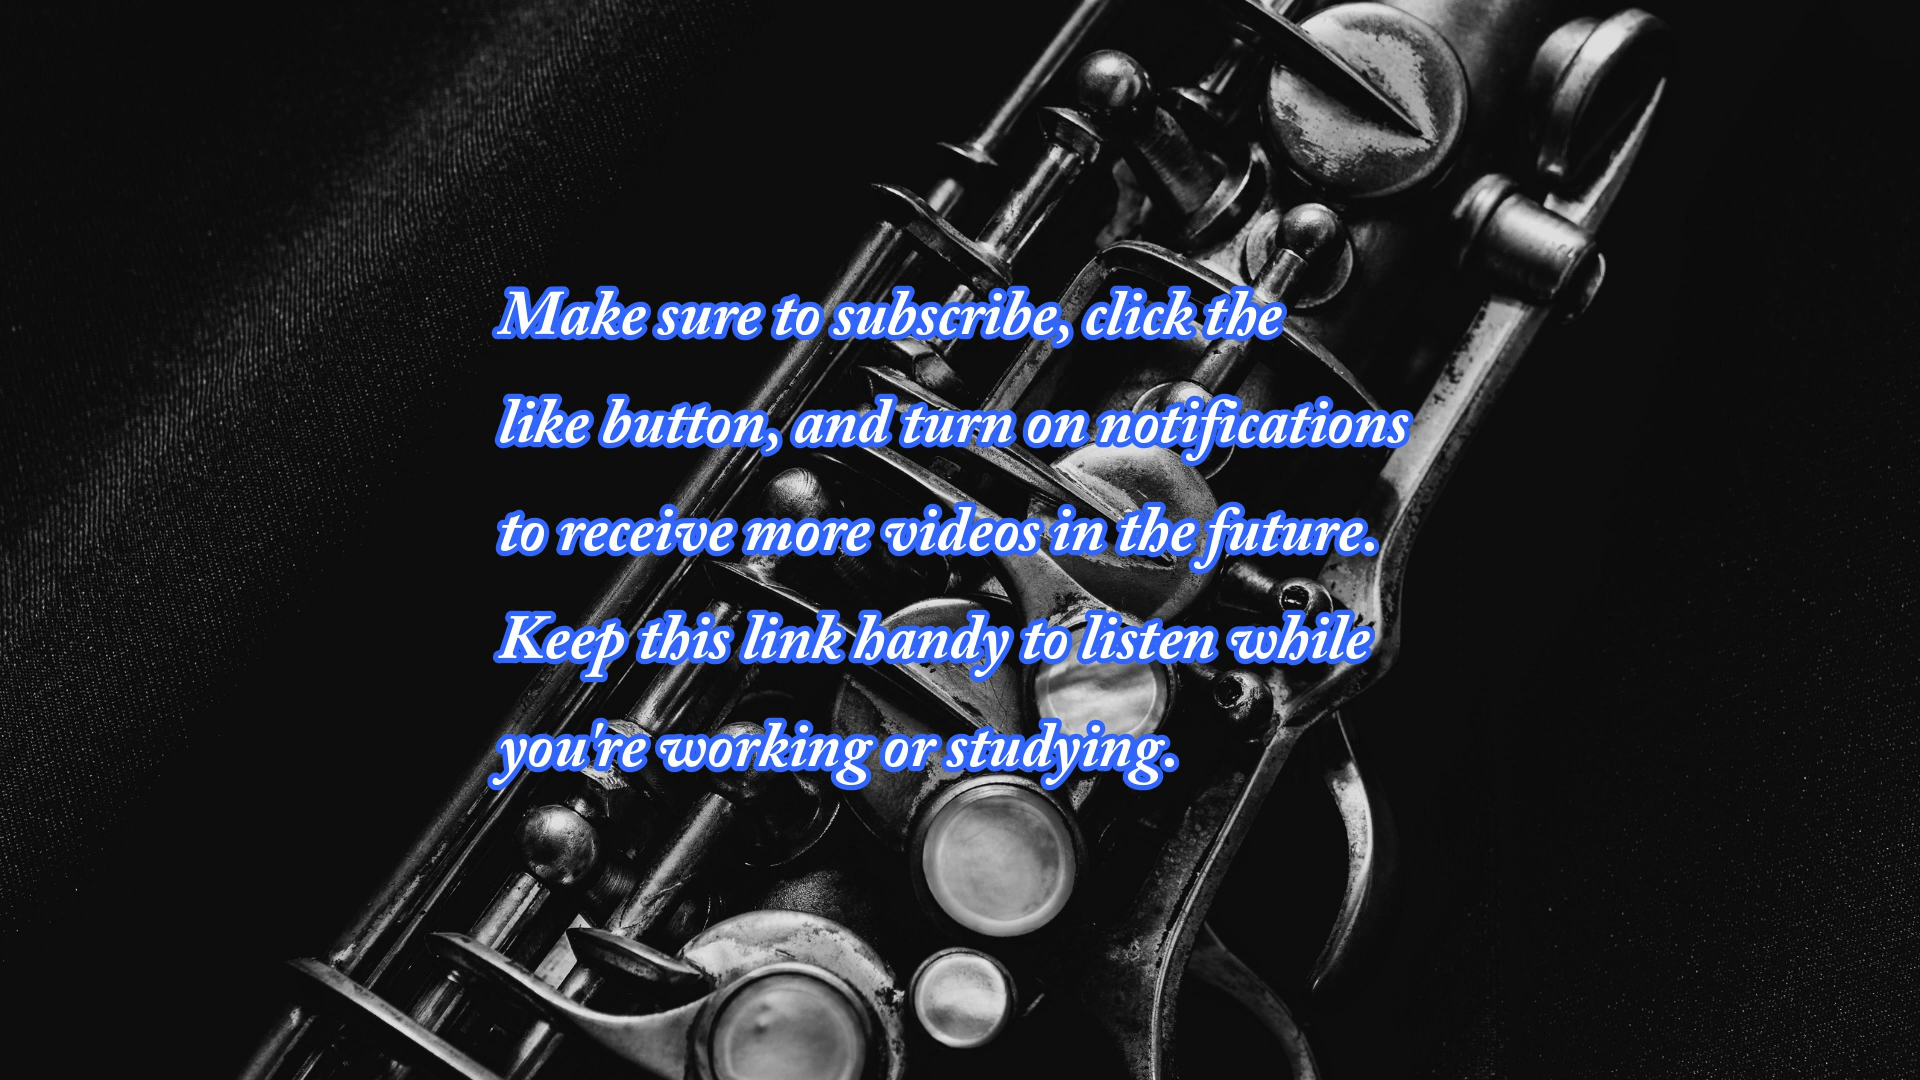 Make sure to subscribe, click the
like button, and turn on notifications
to receive more videos in the future.
Keep this link handy to listen while
you're working or studying.